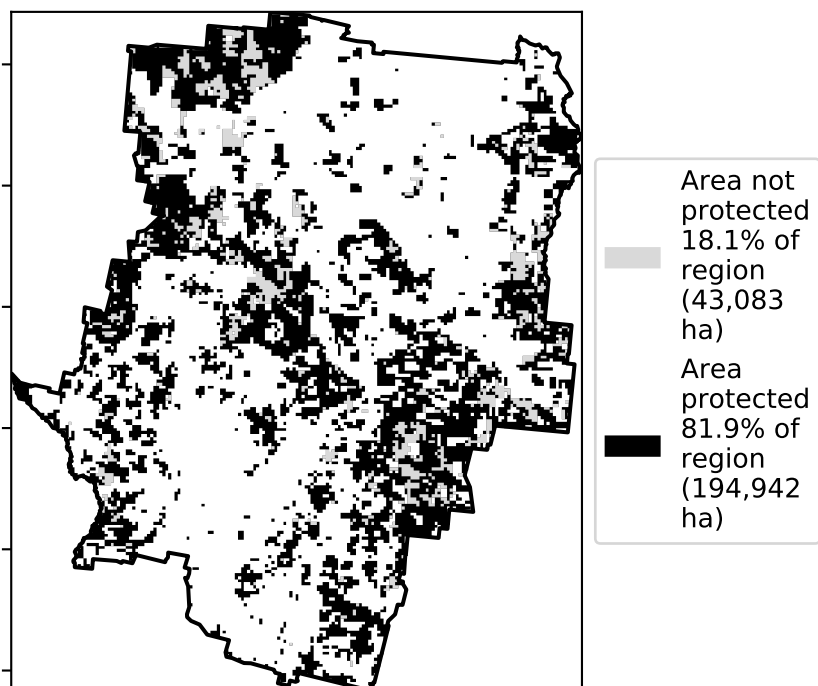 Area not
protected
18.1% of
region
(43,083
ha)
Area
protected
81.9% of
region
(194,942
ha)